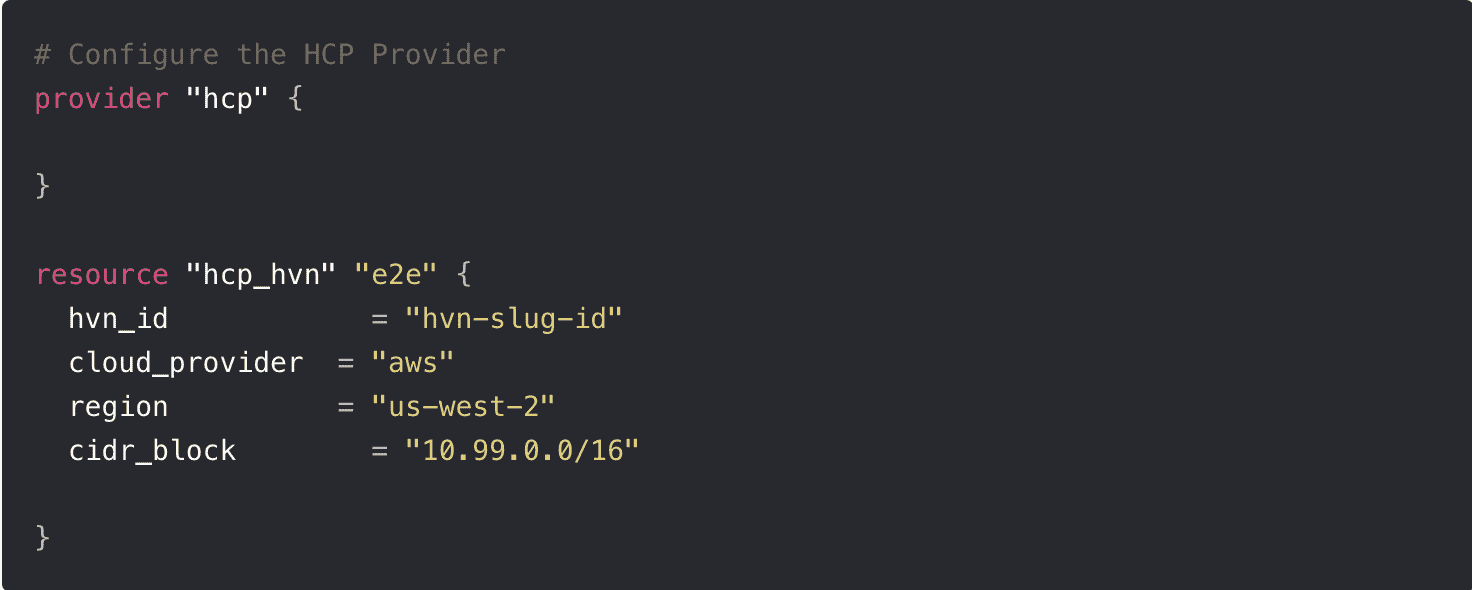 # Configure the HCP Provider
provider "hcp" {
}
resource "hcp_hvn" "e2e" {
  hvn_id            = "hvn-slug-id"
  cloud_provider  = "aws"
  region          = "us-west-2"
  cidr_block        = "10.99.0.0/16"
}